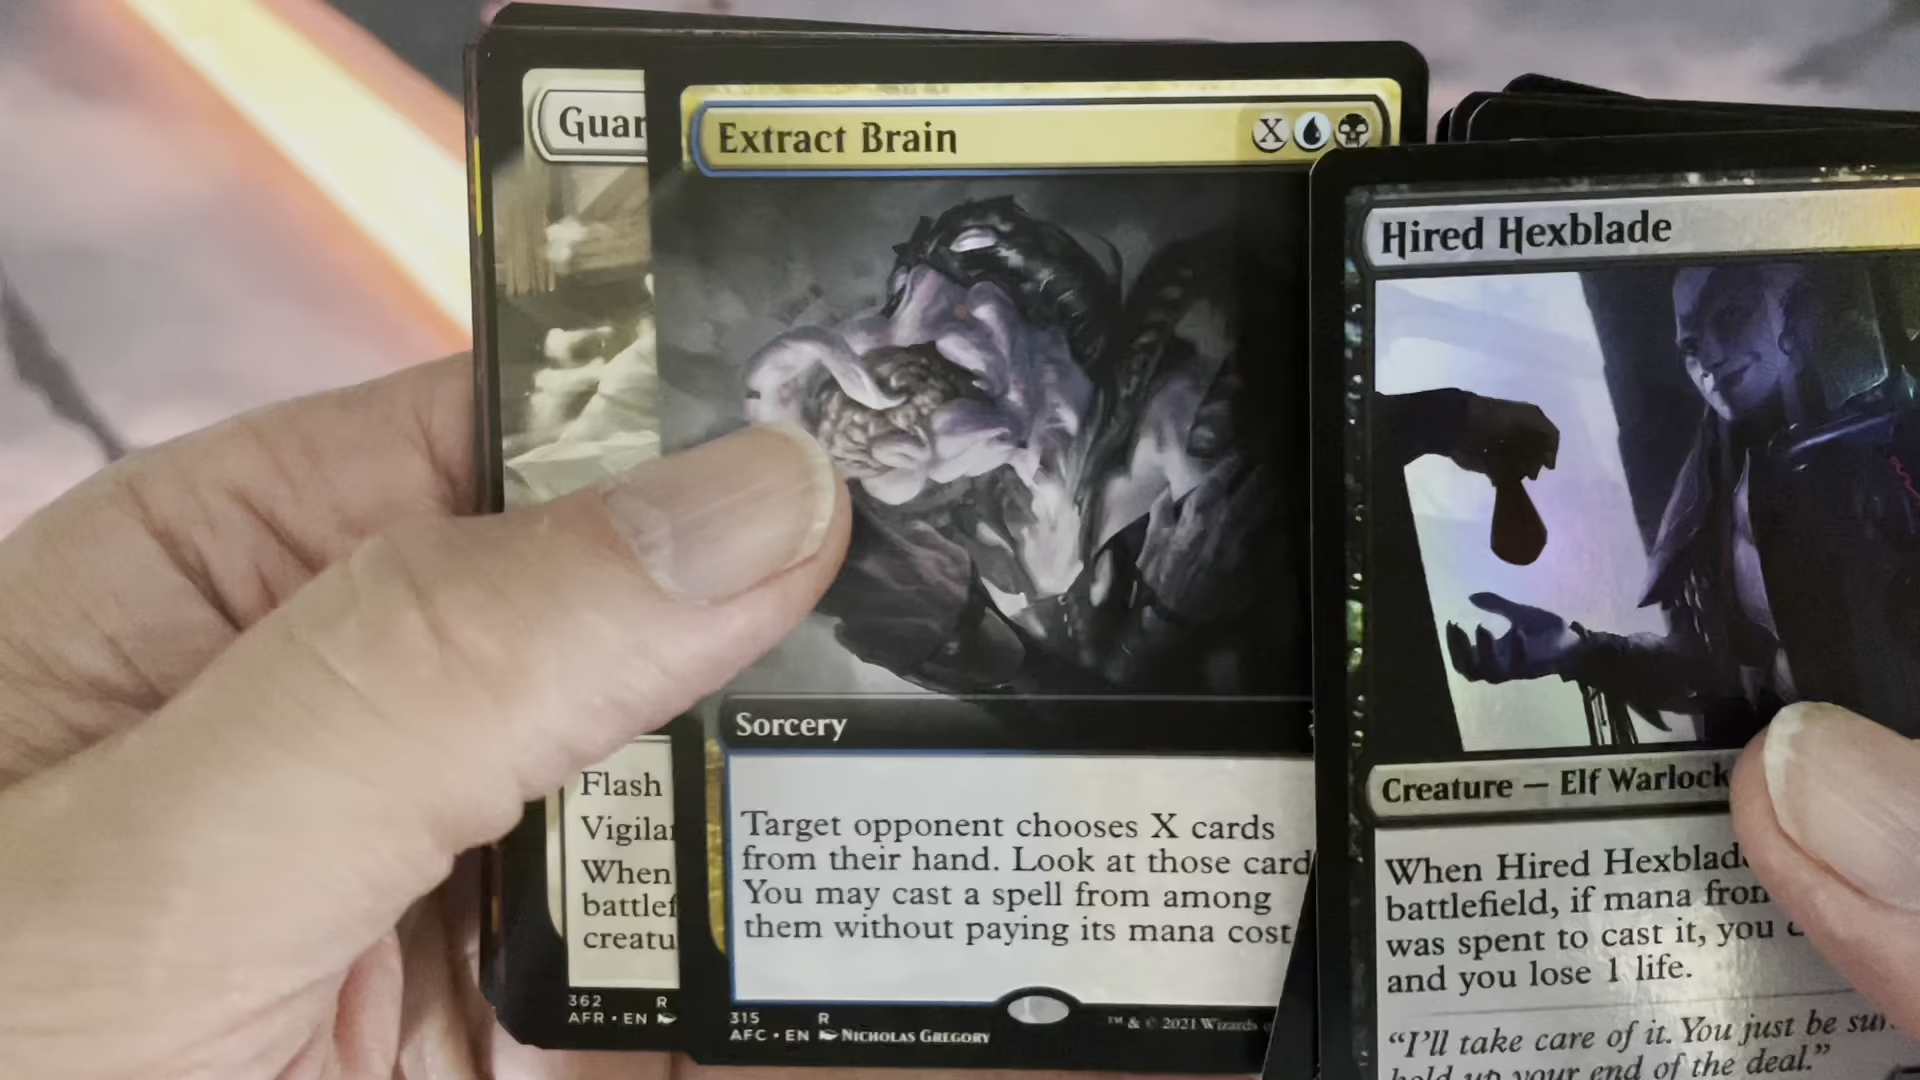 Guar
Flash
Vigila
When
battlef
creatu
362 R
AFR • EN
Extract Brain
X
Sorcery
Target opponent chooses X cards
from their hand. Look at those card
You may cast a spell from among
them without paying its mana cost
315 R
AFC • EN NICHOLAS GREGORY
™ & © 2021 Wizards
Hired Hexblade
Creature — Elf Warlock
When Hired Hexblad
battlefield, if mana from
was spent to cast it, you
and you lose 1 life.
"I'll take care of it. You just be
hold up your end of the deal."